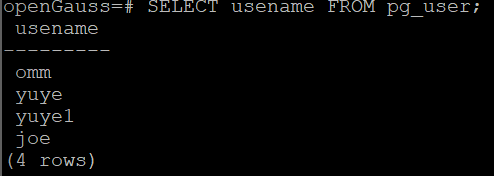 openGauss=# SELECT usename FROM pg_user;
usename
---------
omm
yuye
yuye1
joe
(4 rows)